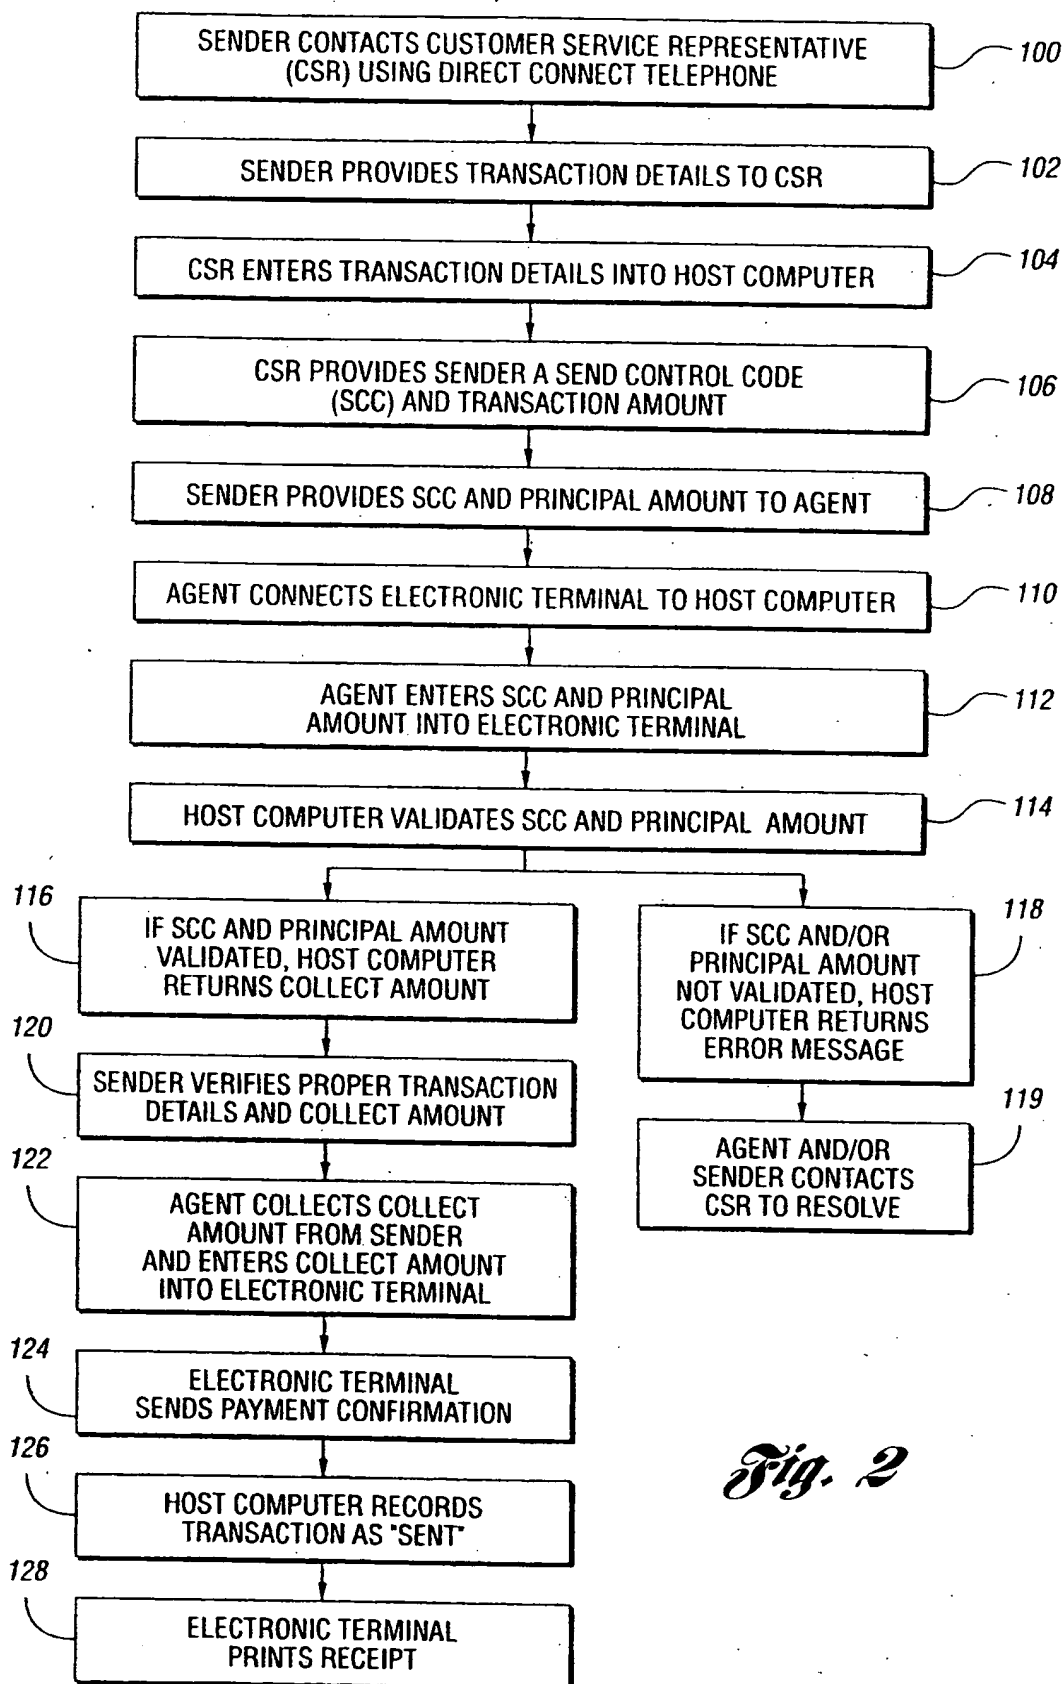 SENDER CONTACTS CUSTOMER SERVICE REPRESENTATIVE
(CSR) USING DIRECT CONNECT TELEPHONE
100
SENDER PROVIDES TRANSACTION DETAILS TO CSR
102
CSR ENTERS TRANSACTION DETAILS INTO HOST COMPUTER
104
CSR PROVIDES SENDER A SEND CONTROL CODE
(SCC) AND TRANSACTION AMOUNT
106
SENDER PROVIDES SCC AND PRINCIPAL AMOUNT TO AGENT
108
AGENT CONNECTS ELECTRONIC TERMINAL TO HOST COMPUTER
110
AGENT ENTERS SCC AND PRINCIPAL
AMOUNT INTO ELECTRONIC TERMINAL
112
HOST COMPUTER VALIDATES SCC AND PRINCIPAL AMOUNT
114
116
IF SCC AND PRINCIPAL AMOUNT
VALIDATED, HOST COMPUTER
RETURNS COLLECT AMOUNT
118
IF SCC AND/OR
PRINCIPAL AMOUNT
NOT VALIDATED, HOST
COMPUTER RETURNS
ERROR MESSAGE
120
SENDER VERIFIES PROPER TRANSACTION
DETAILS AND COLLECT AMOUNT
119
AGENT AND/OR
SENDER CONTACTS
CSR TO RESOLVE
122
AGENT COLLECTS COLLECT
AMOUNT FROM SENDER
AND ENTERS COLLECT AMOUNT
INTO ELECTRONIC TERMINAL
124
ELECTRONIC TERMINAL
SENDS PAYMENT CONFIRMATION
126
HOST COMPUTER RECORDS
TRANSACTION AS "SENT"
128
ELECTRONIC TERMINAL
PRINTS RECEIPT
Fig. 2